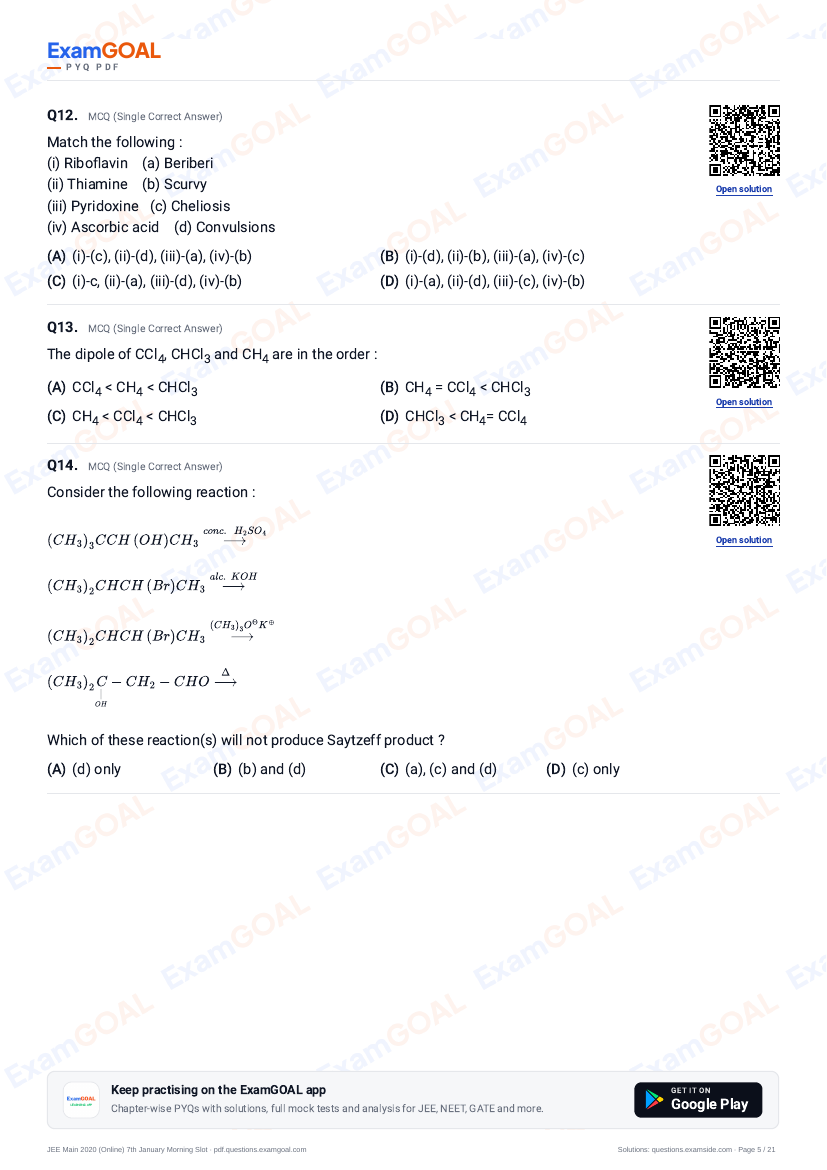 ExamGOAL
PYQ PDF
Q12. MCQ (Single Correct Answer)
Match the following :
(i) Riboflavin (a) Beriberi
(ii) Thiamine (b) Scurvy
(iii) Pyridoxine (c) Cheliosis
(iv) Ascorbic acid (d) Convulsions
(A) (i)-(c), (ii)-(d), (iii)-(a), (iv)-(b) (B) (i)-(d), (ii)-(b), (iii)-(a), (iv)-(c)
(C) (i)-c, (ii)-(a), (iii)-(d), (iv)-(b) (D) (i)-(a), (ii)-(d), (iii)-(c), (iv)-(b)
Open solution
Q13. MCQ (Single Correct Answer)
The dipole of CCl4, CHCl3 and CH4 are in the order :
(A) CCl4 < CH4 < CHCl3 (B) CH4 = CCl4 < CHCl3
(C) CH4 < CCl4 < CHCl3 (D) CHCl3 < CH4= CCl4
Open solution
Q14. MCQ (Single Correct Answer)
Consider the following reaction :
(CH3)3CCH (OH)CH3 conc. H2SO4 ⟶
(CH3)2CHCH (Br)CH3 alc. KOH ⟶
(CH3)2CHCH (Br)CH3 (CH3)3O⊖K⊕ ⟶
(CH3)2 C − CH2 − CHO Δ ⟶
|
OH
Open solution
Which of these reaction(s) will not produce Saytzeff product ?
(A) (d) only (B) (b) and (d) (C) (a), (c) and (d) (D) (c) only
Keep practising on the ExamGOAL app
Chapter-wise PYQs with solutions, full mock tests and analysis for JEE, NEET, GATE and more.
GET IT ON
Google Play
JEE Main 2020 (Online) 7th January Morning Slot · pdf.questions.examgoal.com Solutions: questions.examside.com · Page 5 / 21